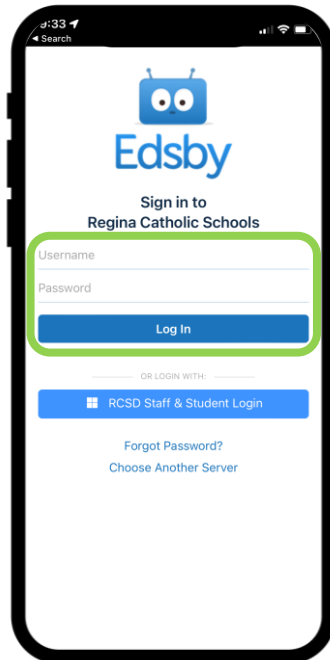 9:33
◀ Search
Edsby
Sign in to
Regina Catholic Schools
Username
Password
Log In
OR LOGIN WITH:
RCSD Staff & Student Login
Forgot Password?
Choose Another Server